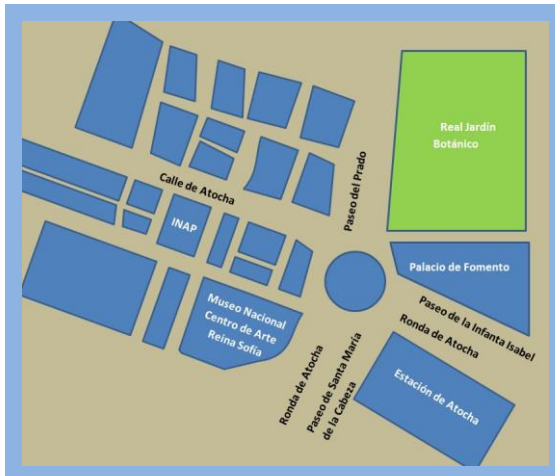 Real Jardín
Botánico
Calle de Atocha
Paseo del Prado
INAP
Palacio de Fomento
Museo Nacional
Centro de Arte
Reina Sofía
Paseo de la Infanta Isabel
Ronda de Atocha
Ronda de Atocha
Paseo de Santa María
de la Cabeza
Estación de Atocha